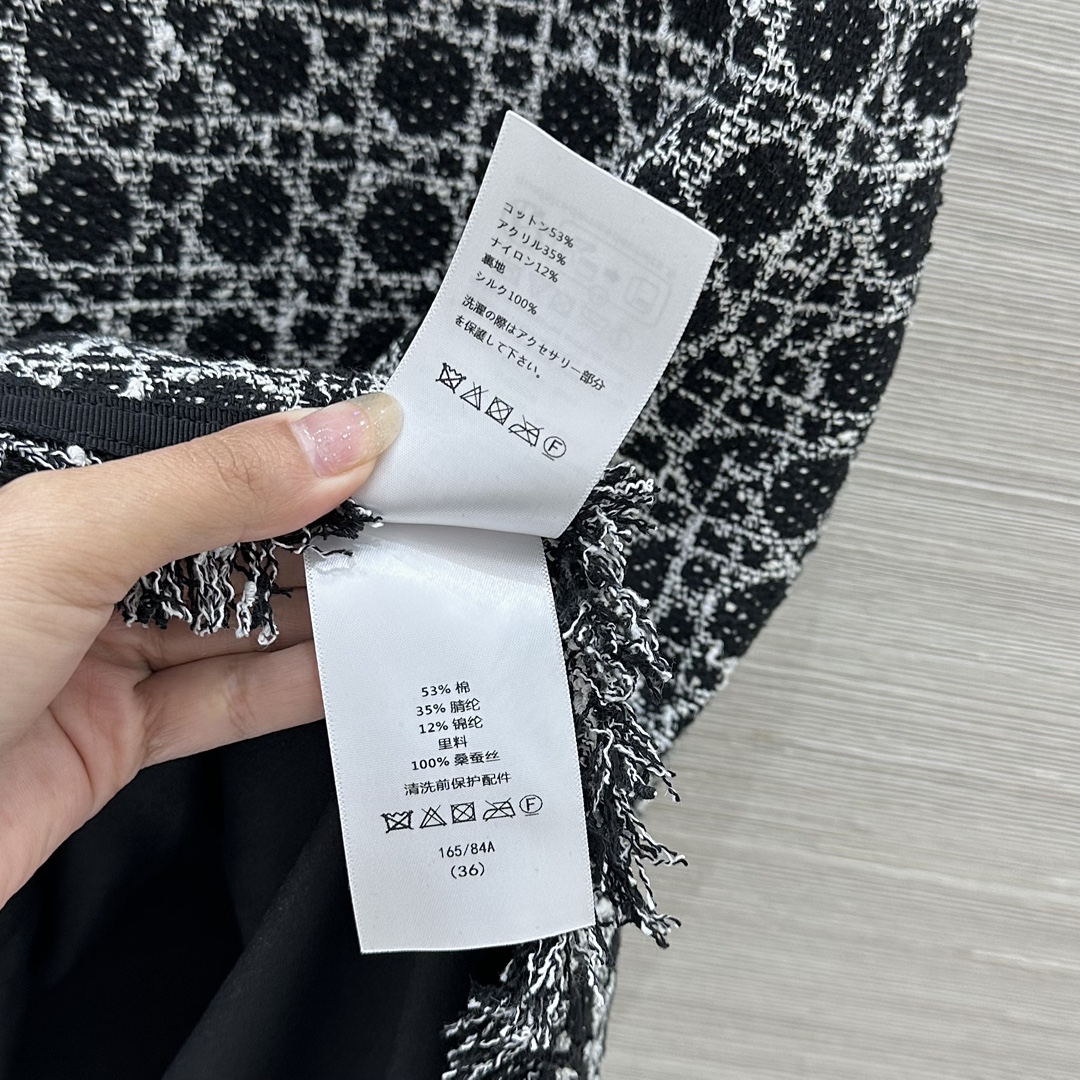 コットン53%
アクリル35%
ナイロン12%
裏地
シルク100%
洗濯の際はアクセサリー部分
を保護して下さい。
F
53% 棉
35% 腈纶
12% 锦纶
里料
100% 桑蚕丝
清洗前保护配件
F
165/84A
(36)